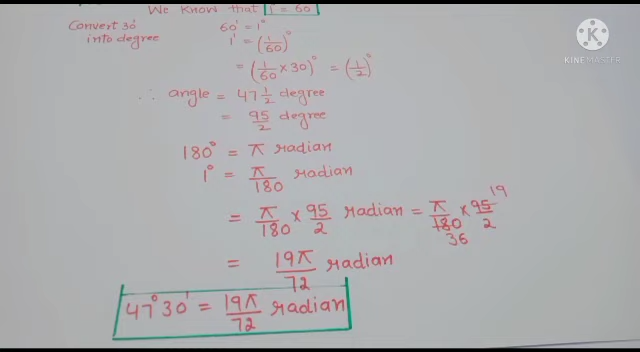 We know that 1° = 60'
Convert 30' into degree
60' = 1°
1' = (1/60)°
= (1/60 × 30)° = (1/2)°
∴ angle = 47 1/2 degree
= 95/2 degree
180° = π radian
1° = π/180 radian
= π/180 × 95/2 radian = π/180 × 95/2
19
36
= 19π/72 radian
47°30' = 19π/72 radian
KINEMASTER